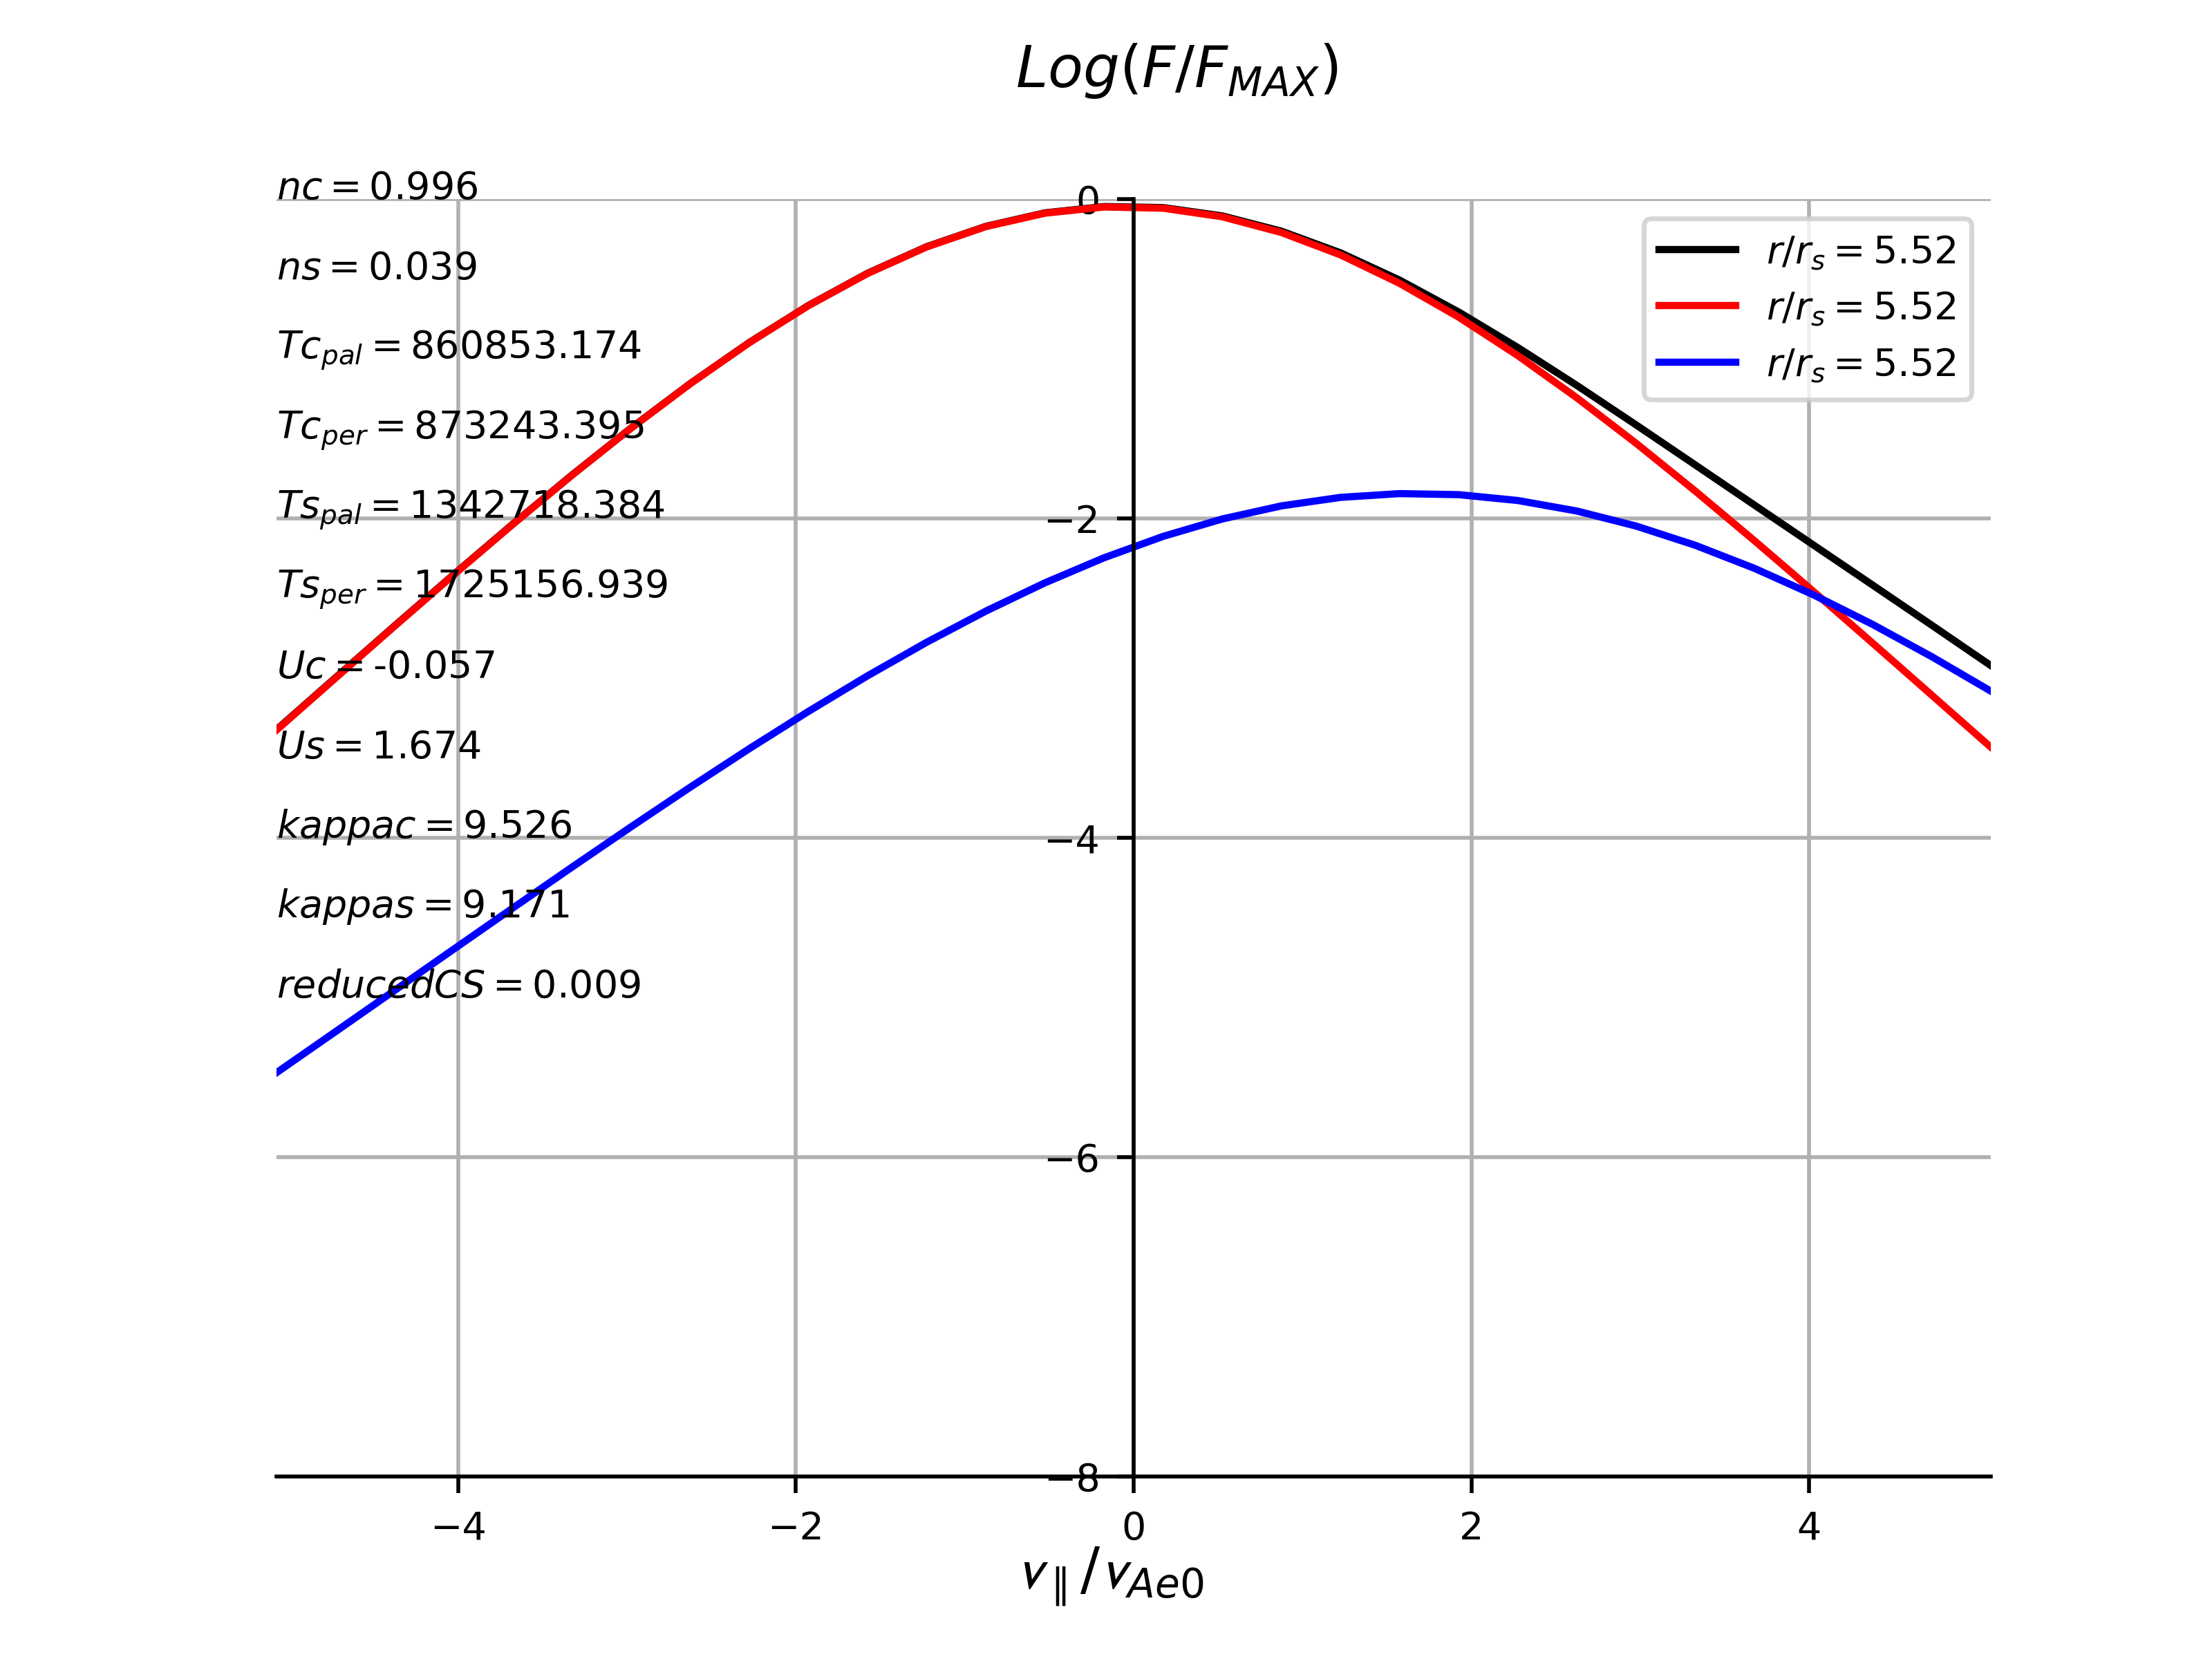 Log(F/F_MAX)
nc = 0.996
ns = 0.039
Tc_pal = 860853.174
Tc_per = 873243.395
Ts_pal = 1342718.384
Ts_per = 1725156.939
Uc = -0.057
Us = 1.674
kappac = 9.526
kappas = 9.171
reducedCS = 0.009
0
−2
−4
−6
−8
r/r_s = 5.52
r/r_s = 5.52
r/r_s = 5.52
−4 −2 0 2 4
v_∥/v_Ae0